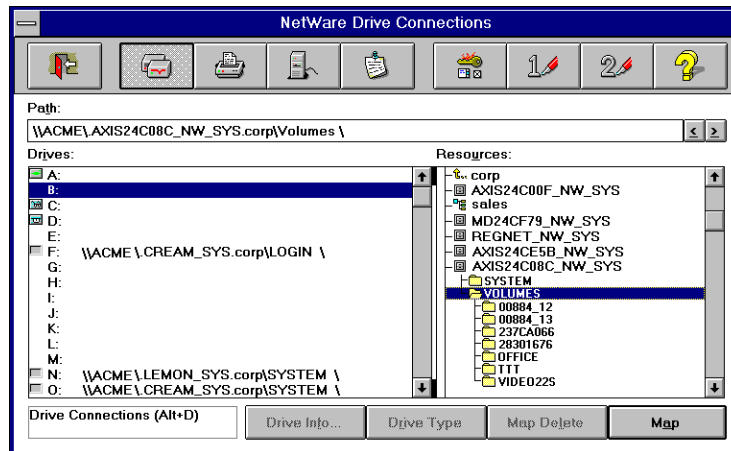 NetWare Drive Connections
1
2
?
Path:
\\ACME\.AXIS24C08C_NW_SYS.corp\Volumes \
< >
Drives:
A:
B:
C:
D:
E:
F: \\ACME\.CREAM_SYS.corp\LOGIN \
G:
H:
I:
J:
K:
L:
M:
N: \\ACME\.LEMON_SYS.corp\SYSTEM \
O: \\ACME\.CREAM_SYS.corp\SYSTEM \
Resources:
corp
AXIS24C00F_NW_SYS
sales
MD24CF79_NW_SYS
REGNET_NW_SYS
AXIS24CE5B_NW_SYS
AXIS24C08C_NW_SYS
SYSTEM
VOLUMES
00884_12
00884_13
237CA066
28301676
OFFICE
TTT
VIDEO22S
Drive Connections (Alt+D)
Drive Info...
Drive Type
Map Delete
Map